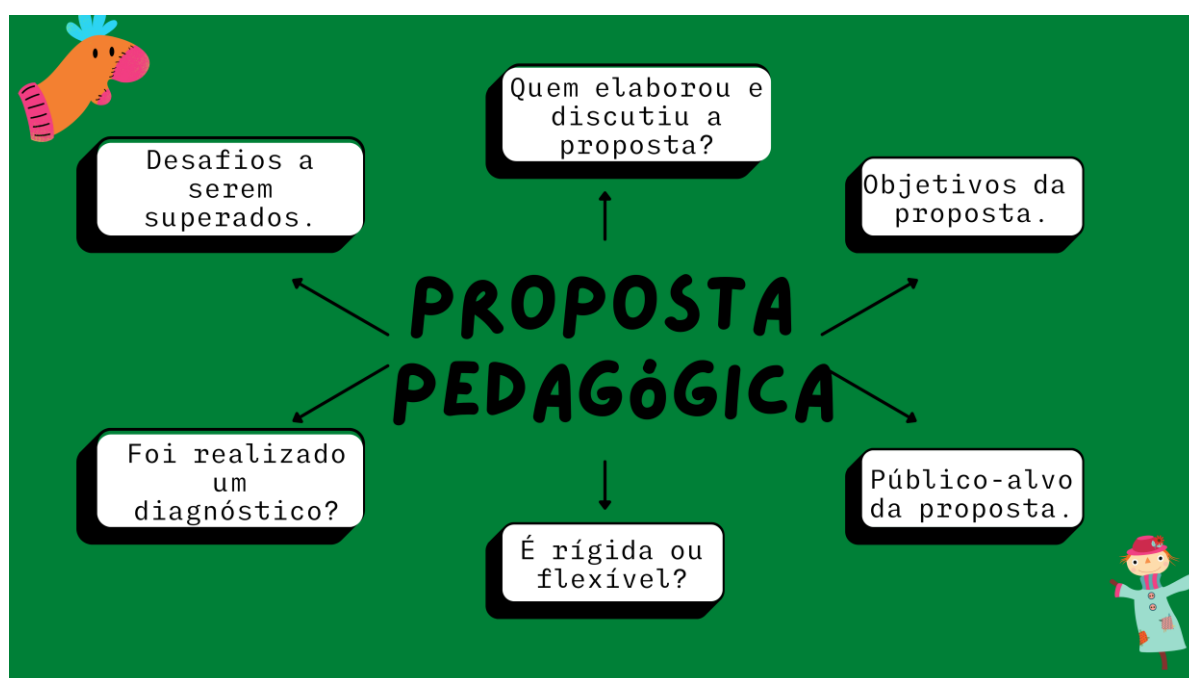 Quem elaborou e
discutiu a
proposta?
Desafios a
serem
superados.
Objetivos da
proposta.
PROPOSTA
PEDAGÓGICA
Foi realizado
um
diagnóstico?
Público-alvo
da proposta.
É rígida ou
flexível?